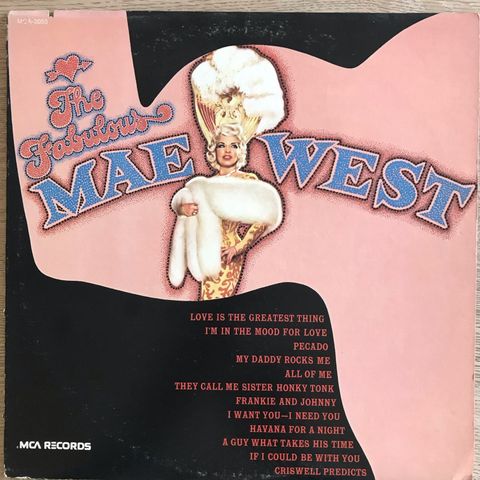 The
Fabulous
MAE WEST
LOVE IS THE GREATEST THING
I'M IN THE MOOD FOR LOVE
PECADO
MY DADDY ROCKS ME
ALL OF ME
THEY CALL ME SISTER HONKY TONK
FRANKIE AND JOHNNY
I WANT YOU—I NEED YOU
HAVANA FOR A NIGHT
A GUY WHAT TAKES HIS TIME
IF I COULD BE WITH YOU
CRISWELL PREDICTS
MCA RECORDS